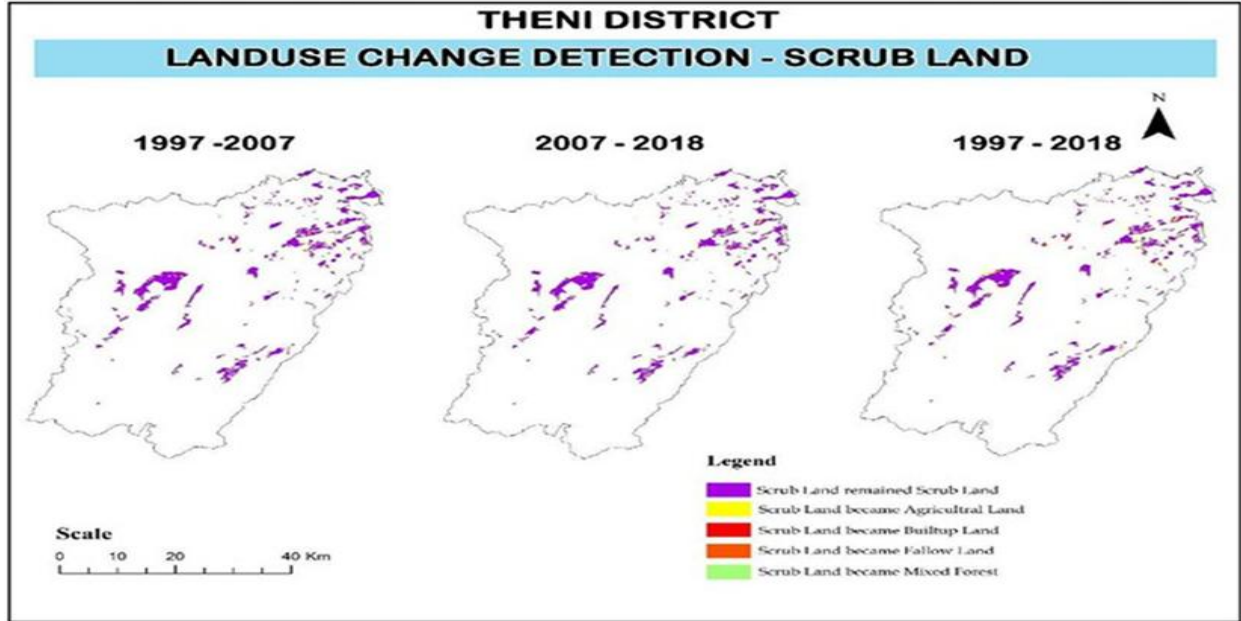 THENI DISTRICT
LANDUSE CHANGE DETECTION - SCRUB LAND
N
1997 -2007
2007 - 2018
1997 - 2018
Legend
Scrub Land remained Scrub Land
Scrub Land became Agricultral Land
Scrub Land became Builtup Land
Scrub Land became Fallow Land
Scrub Land became Mixed Forest
Scale
0 10 20 40 Km